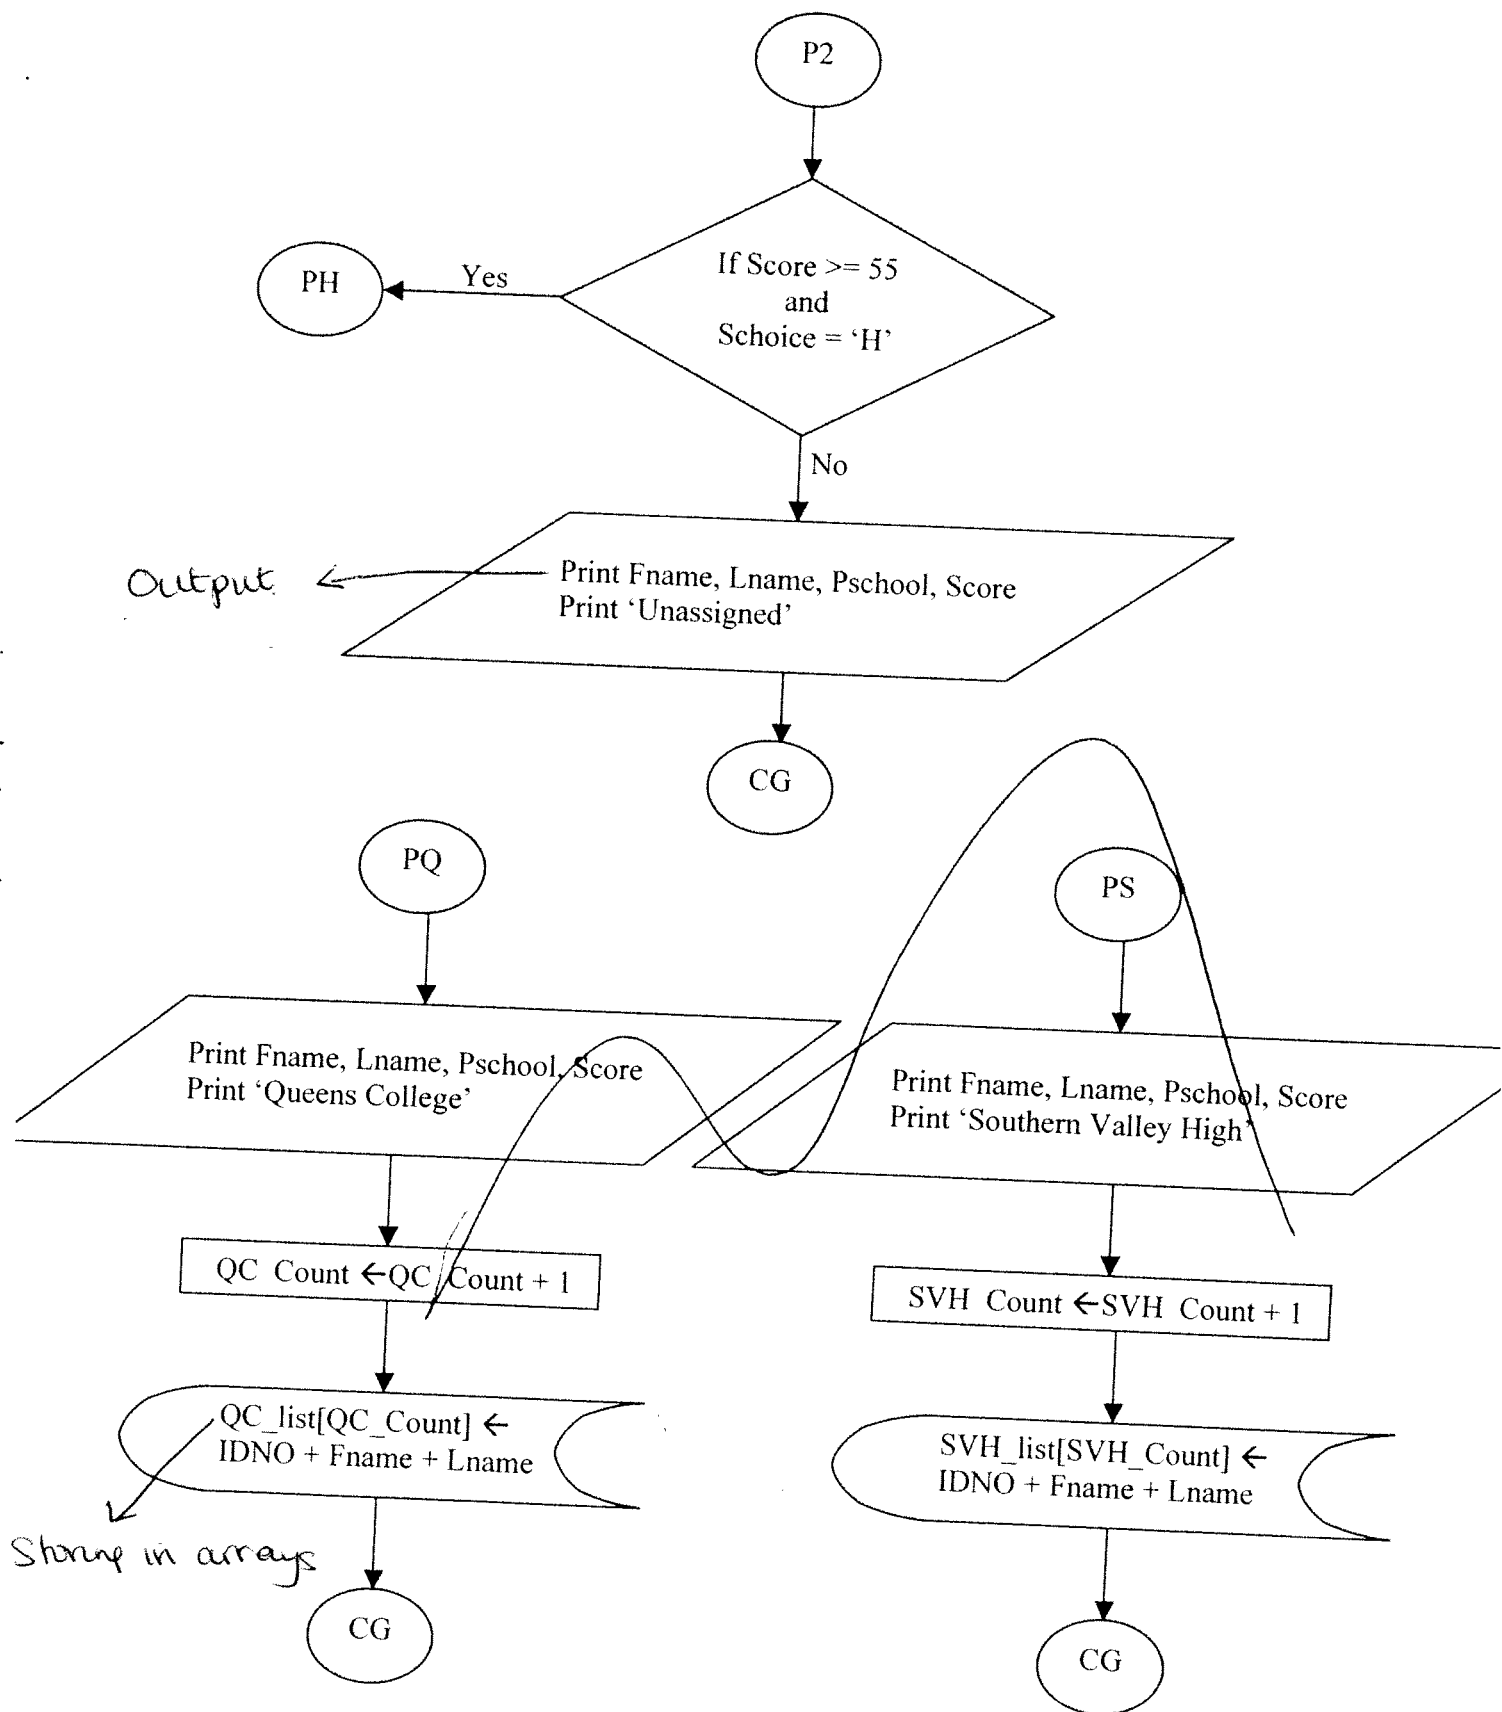 P2
If Score >= 55
and
Schoice = ‘H’
Yes
PH
No
Print Fname, Lname, Pschool, Score
Print ‘Unassigned’
Output
CG
PQ
Print Fname, Lname, Pschool, Score
Print ‘Queens College’
QC Count ←QC Count + 1
QC_list[QC_Count] ←
IDNO + Fname + Lname
Storing in arrays
CG
PS
Print Fname, Lname, Pschool, Score
Print ‘Southern Valley High’
SVH Count ←SVH Count + 1
SVH_list[SVH_Count] ←
IDNO + Fname + Lname
CG